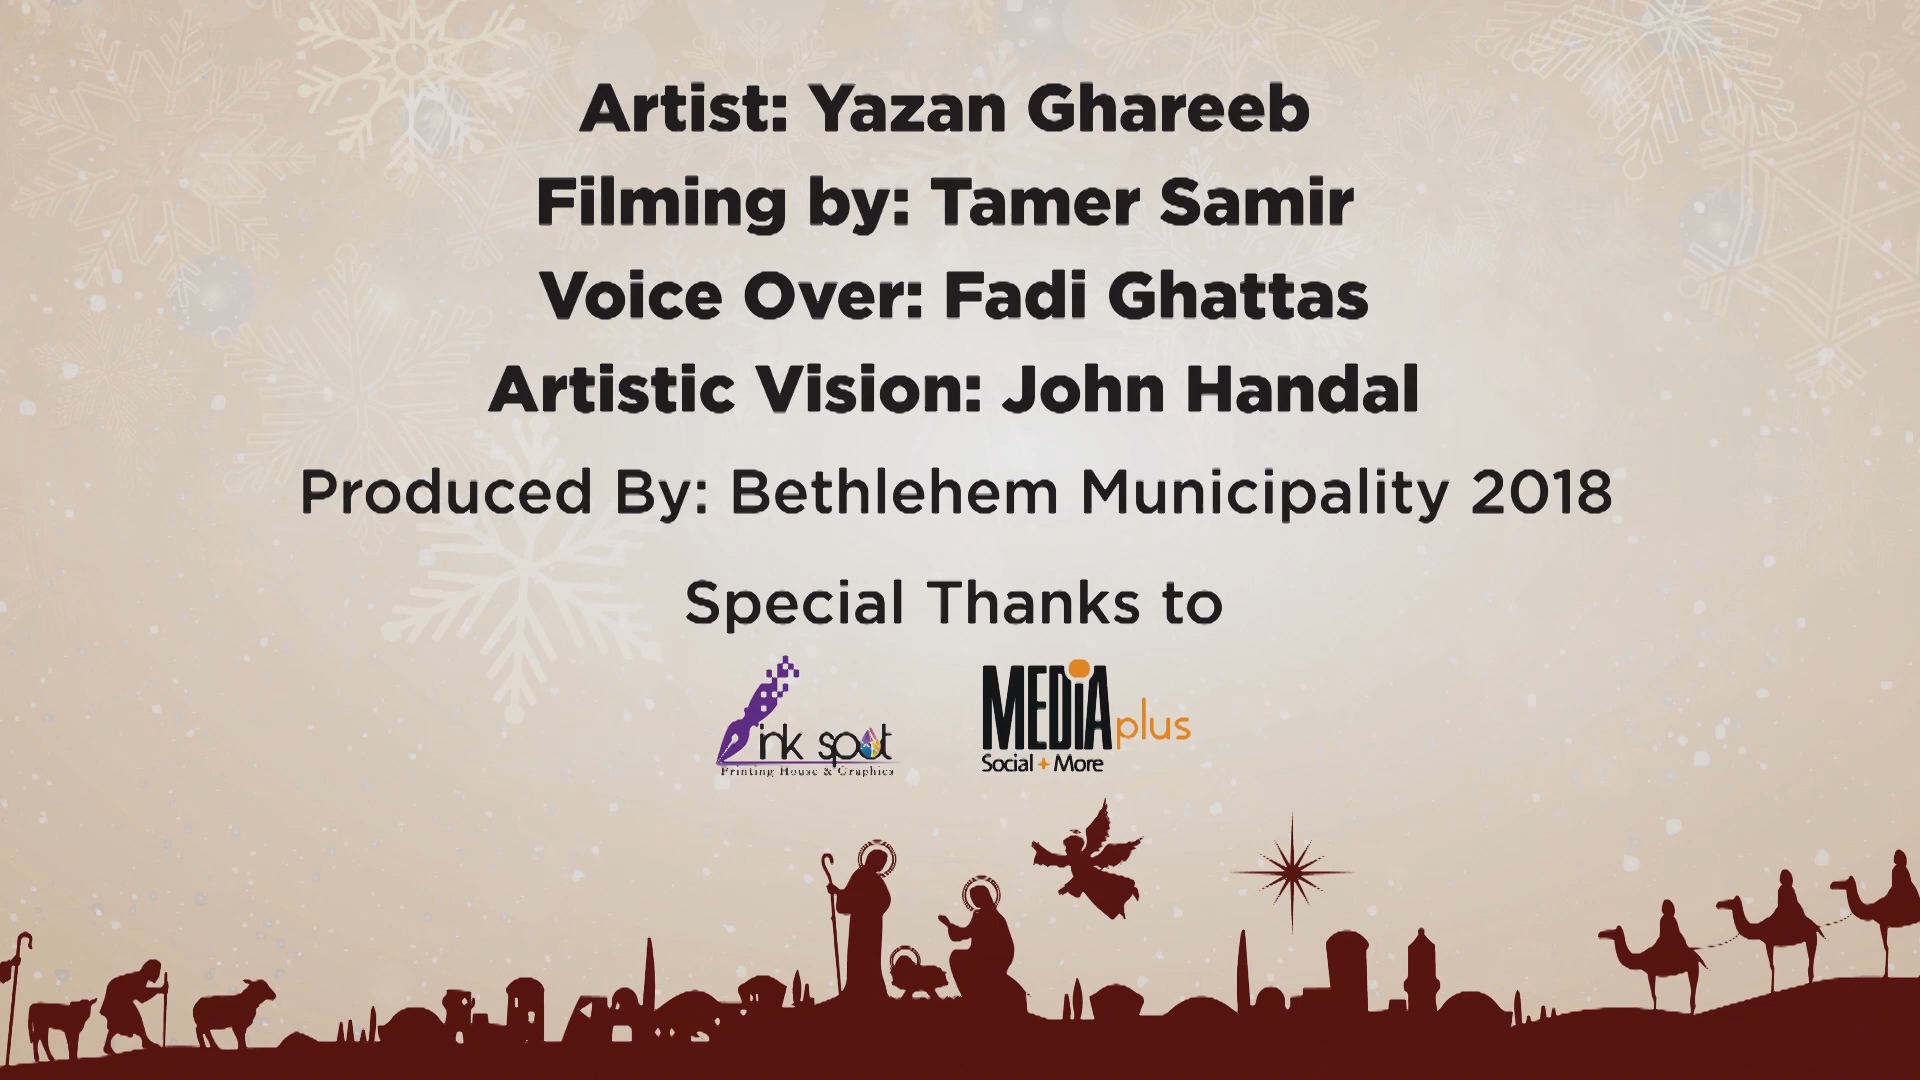 Artist: Yazan Ghareeb
Filming by: Tamer Samir
Voice Over: Fadi Ghattas
Artistic Vision: John Handal
Produced By: Bethlehem Municipality 2018
Special Thanks to
ink spot
Printing House & Graphics
MEDiA plus
Social + More